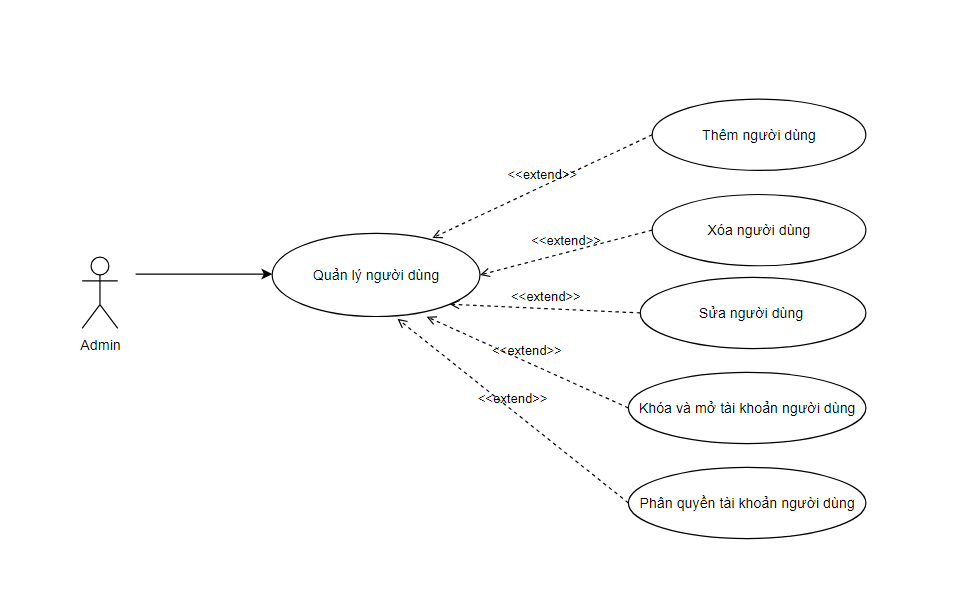 Thêm người dùng
<<extend>>
Xóa người dùng
<<extend>>
Quản lý người dùng
<<extend>>
Sửa người dùng
Admin
<<extend>>
<<extend>>
Khóa và mở tài khoản người dùng
Phân quyền tài khoản người dùng